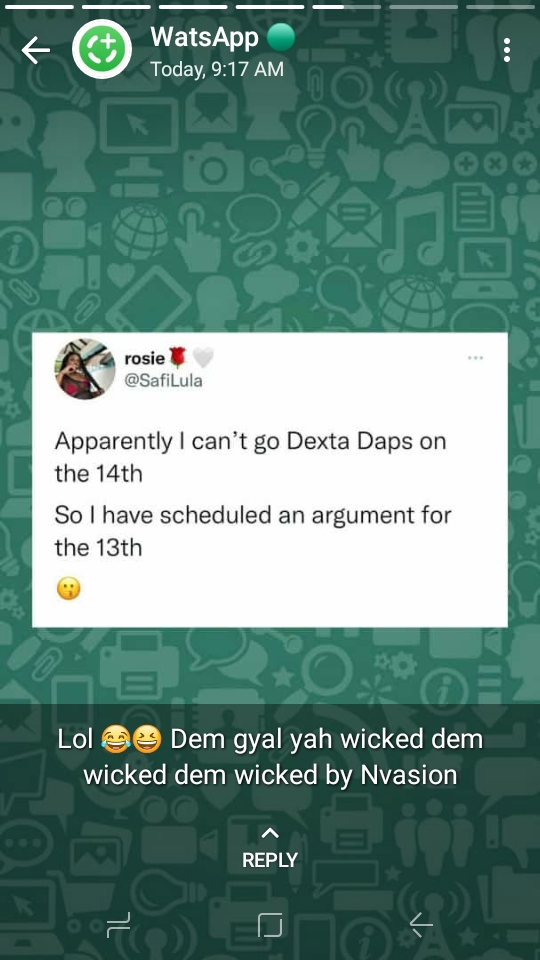 WatsApp
Today, 9:17 AM
rosie🌹🤍
@SafiLula
Apparently I can’t go Dexta Daps on
the 14th
So I have scheduled an argument for
the 13th
😗
Lol 😂😆 Dem gyal yah wicked dem
wicked dem wicked by Nvasion
REPLY